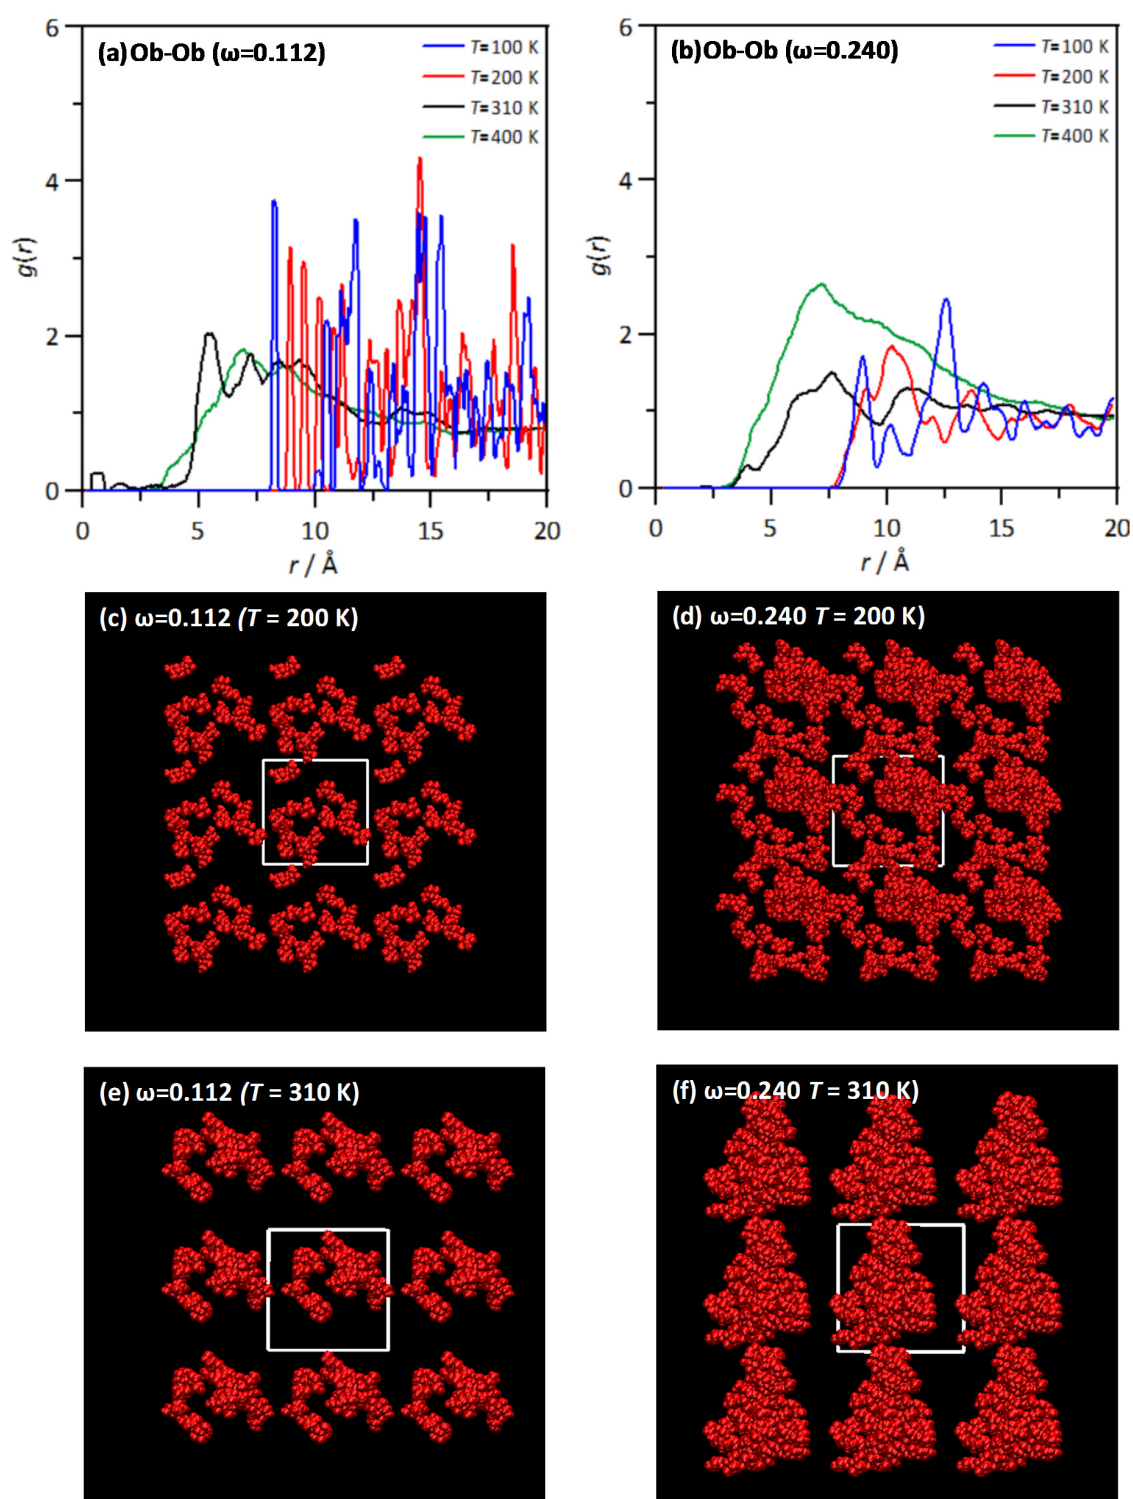 (a) Ob-Ob (ω=0.112)
T=100 K
T=200 K
T=310 K
T=400 K
6
4
2
0
g(r)
0 5 10 15 20
r / Å
(b) Ob-Ob (ω=0.240)
T=100 K
T=200 K
T=310 K
T=400 K
6
4
2
0
g(r)
0 5 10 15 20
r / Å
(c) ω=0.112 (T = 200 K)
(d) ω=0.240 T = 200 K)
(e) ω=0.112 (T = 310 K)
(f) ω=0.240 T = 310 K)